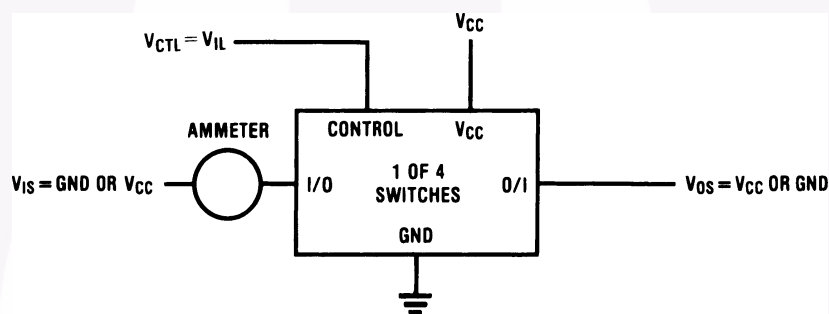 VCC
VCTL = VIL
AMMETER
CONTROL VCC
VIS = GND OR VCC
I/O
1 OF 4
SWITCHES
O/I
VOS = VCC OR GND
GND